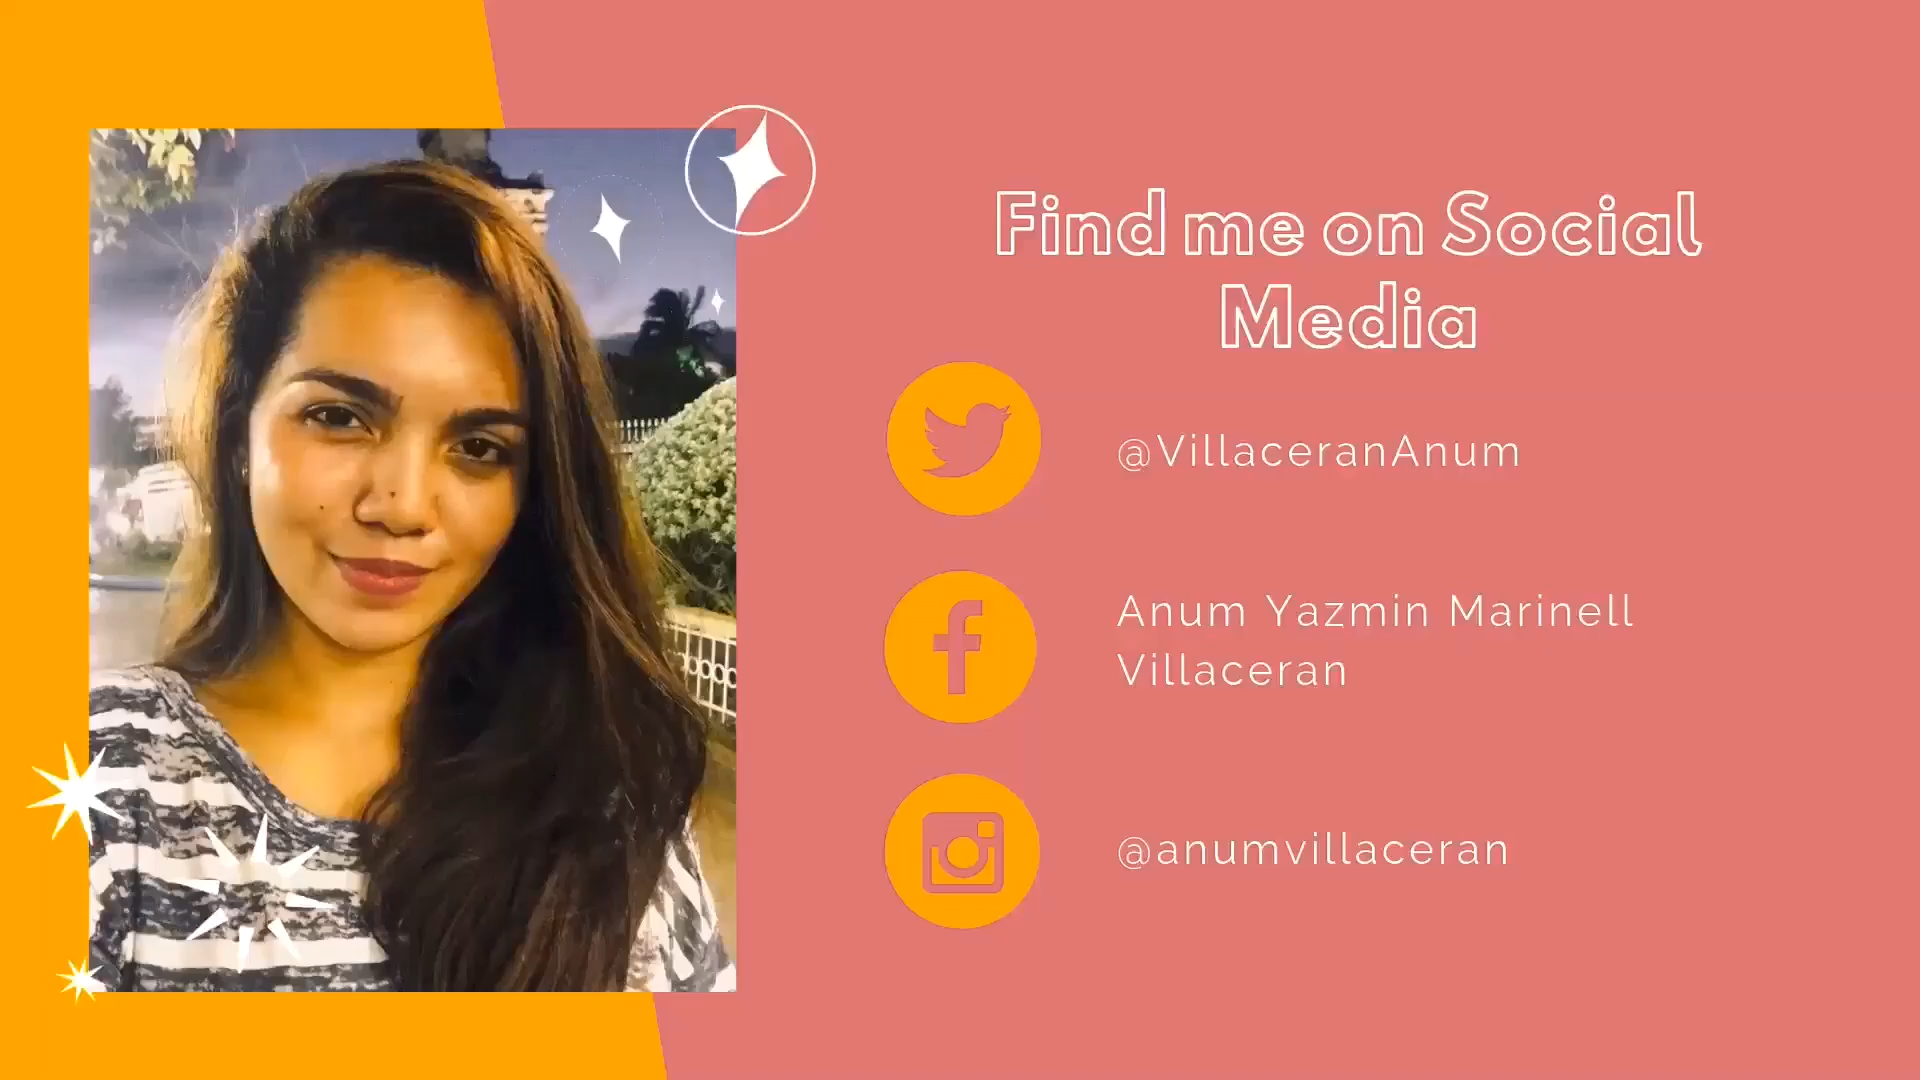 Find me on Social
Media
@VillaceranAnum
Anum Yazmin Marinell
Villaceran
@anumvillaceran